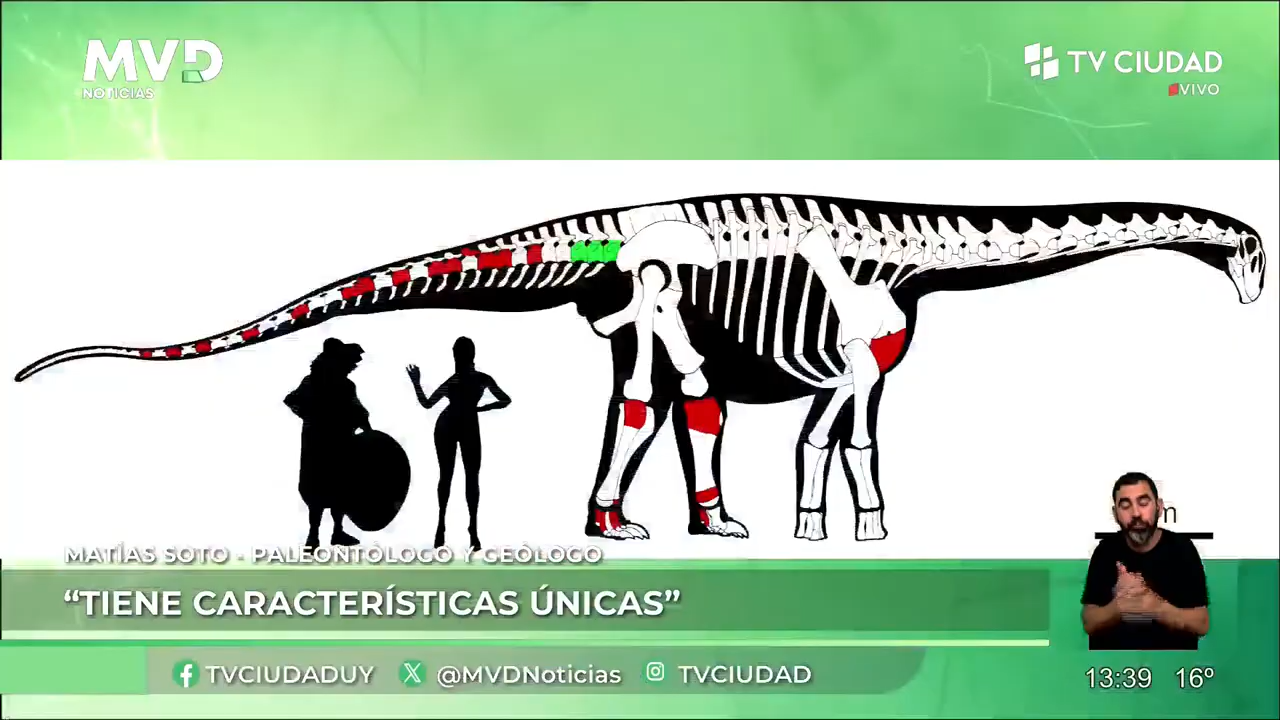 MVD
NOTICIAS
TV CIUDAD
VIVO
m
MATÍAS SOTO - PALEONTÓLOGO Y GEÓLOGO
“TIENE CARACTERÍSTICAS ÚNICAS”
TVCIUDADUY @MVDNoticias TVCIUDAD
13:39 16º